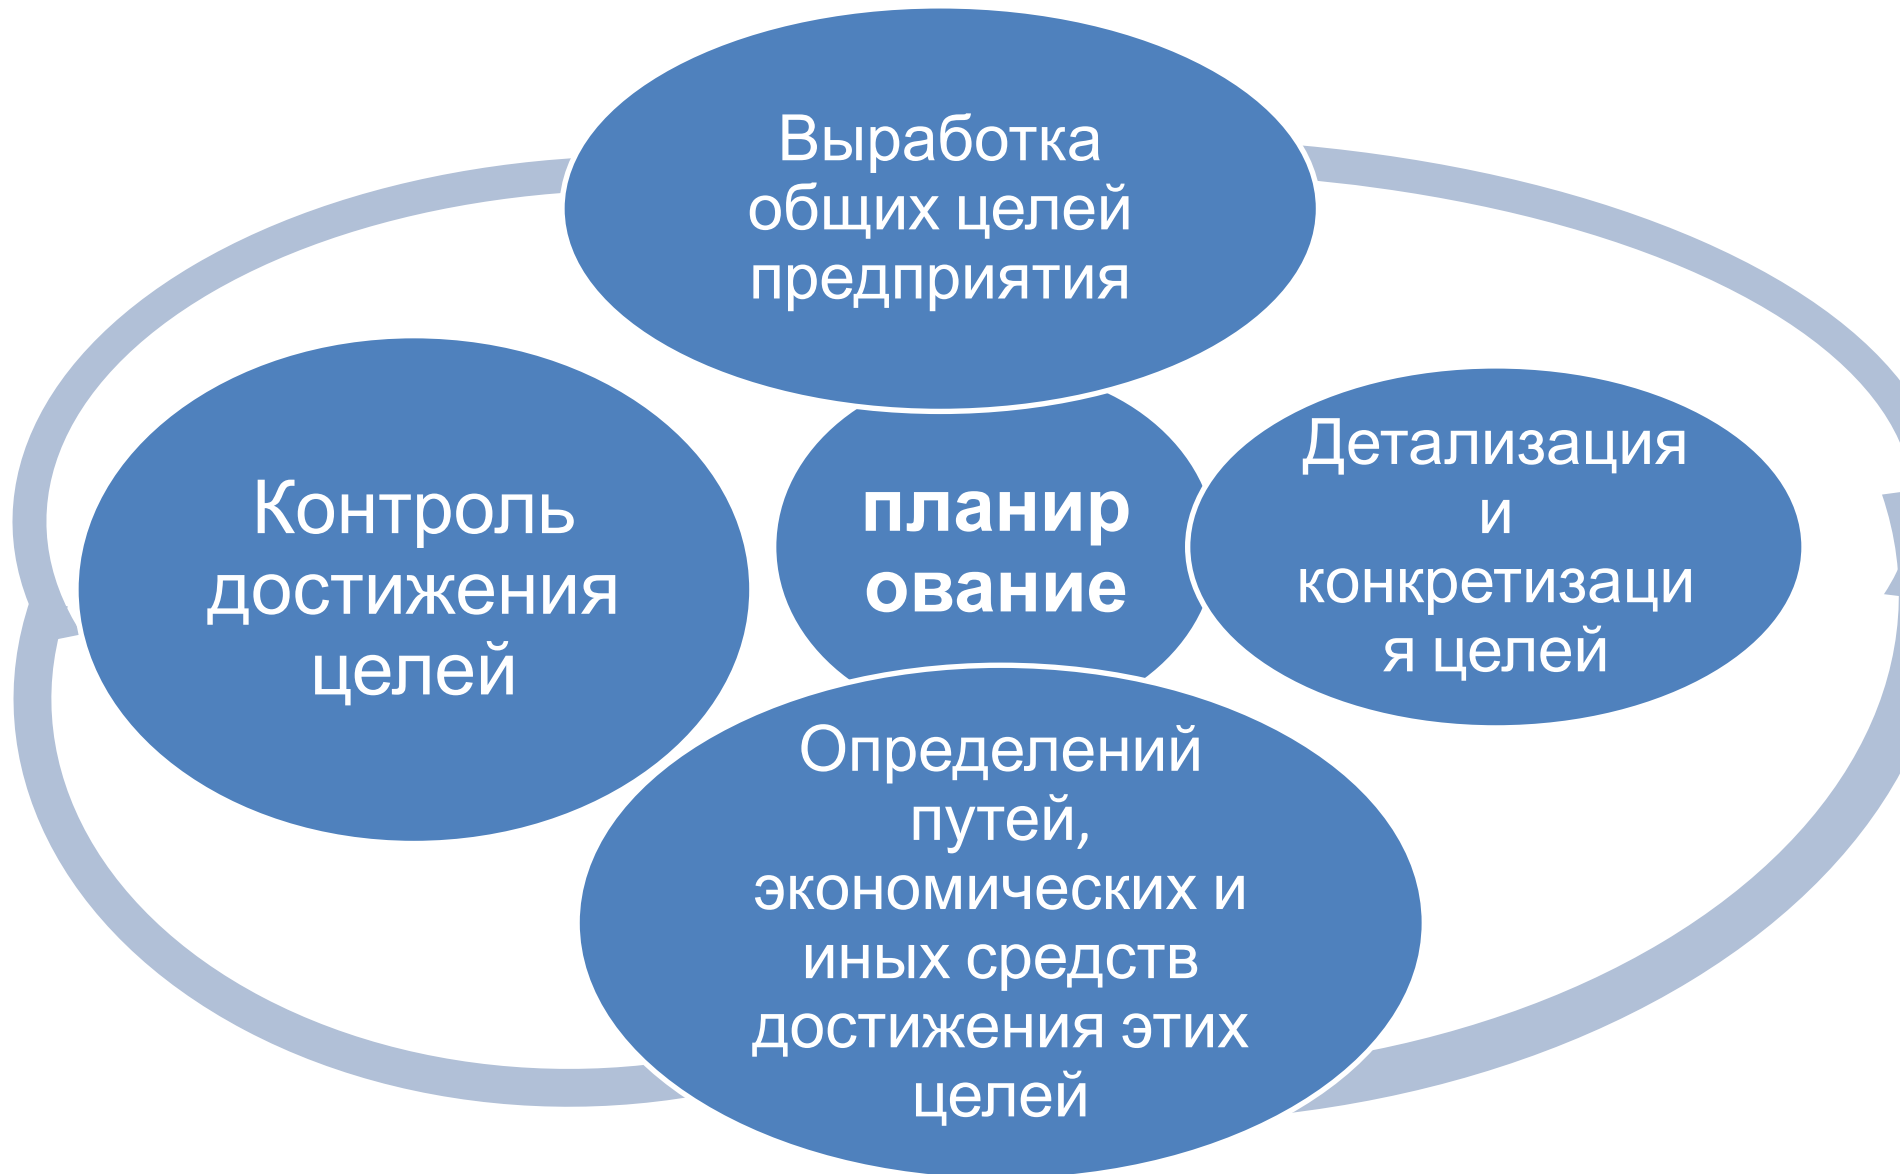 Выработка
общих целей
предприятия
Контроль
достижения
целей
планир
ование
Детализация
и
конкретизаци
я целей
Определений
путей,
экономических и
иных средств
достижения этих
целей